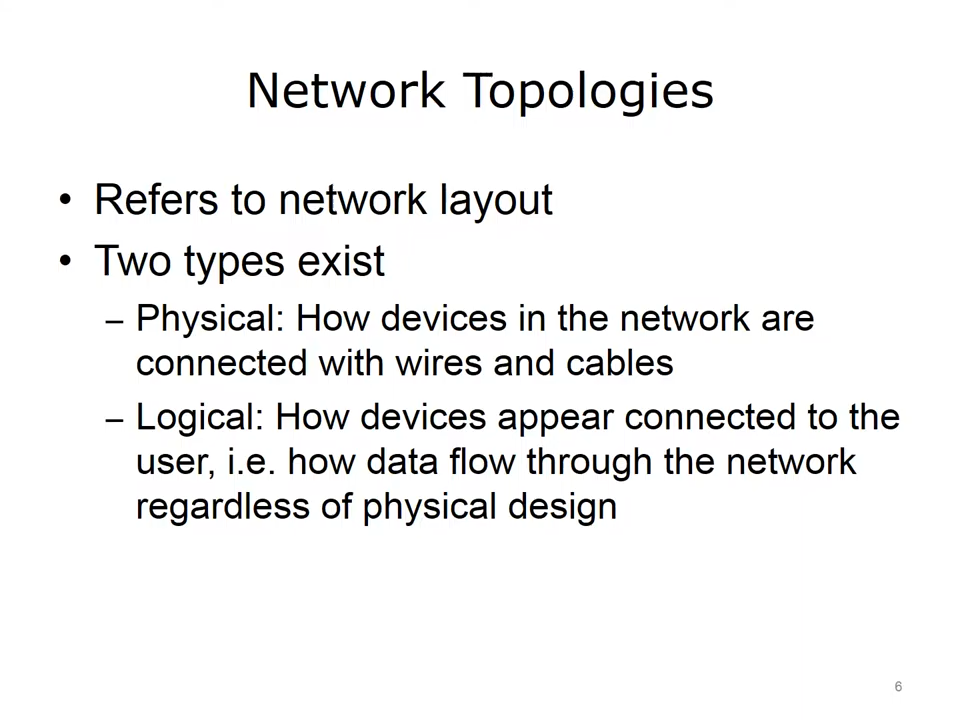 Network Topologies
• Refers to network layout
• Two types exist
– Physical: How devices in the network are
connected with wires and cables
– Logical: How devices appear connected to the
user, i.e. how data flow through the network
regardless of physical design
6